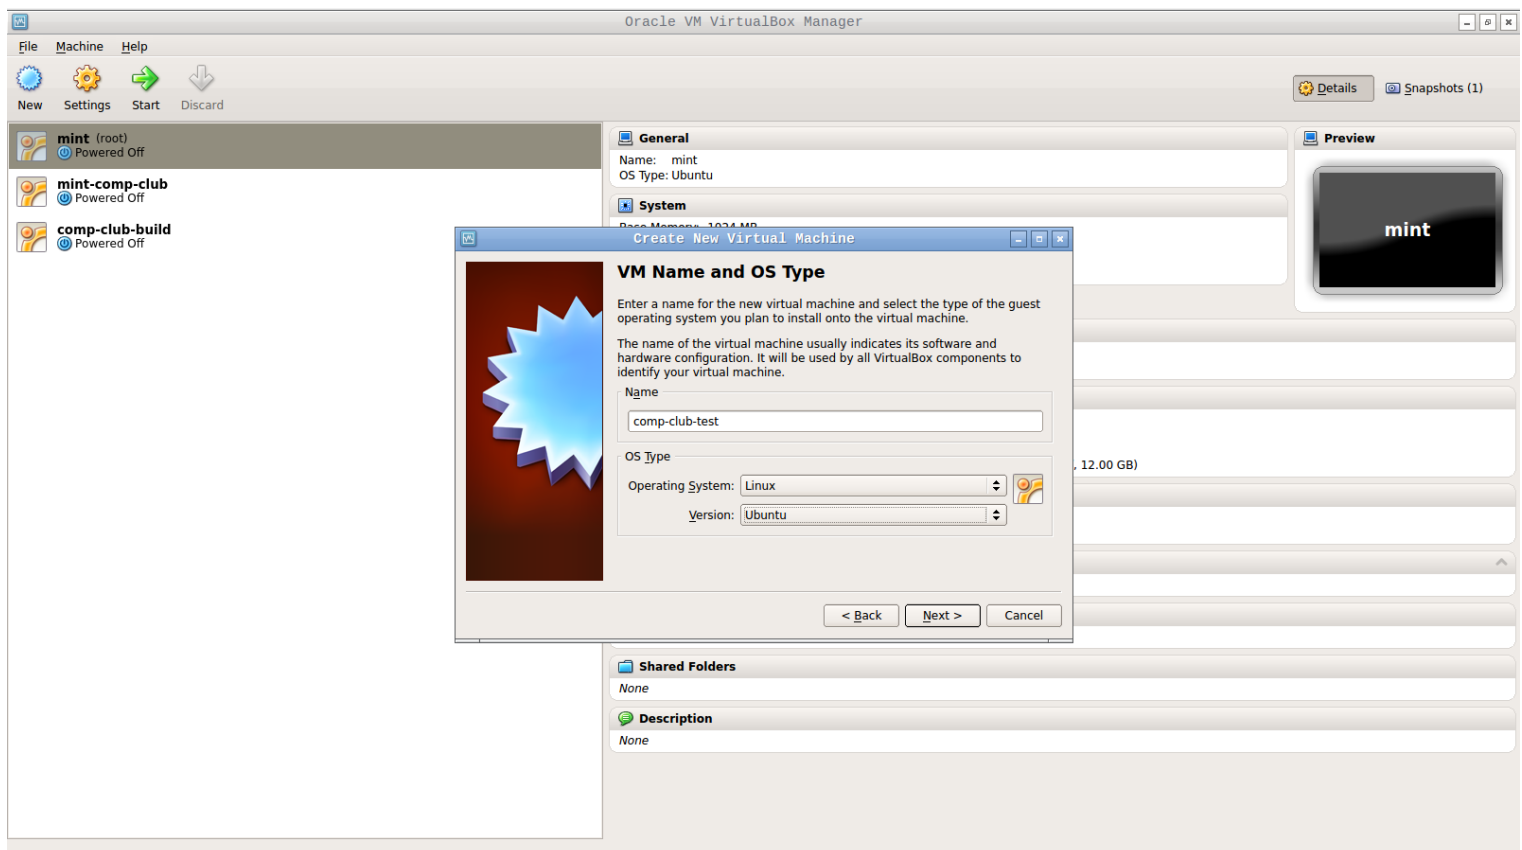 Oracle VM VirtualBox Manager
File Machine Help
New Settings Start Discard
Details Snapshots (1)
mint (root)
Powered Off
mint-comp-club
Powered Off
comp-club-build
Powered Off
General
Name: mint
OS Type: Ubuntu
System
Base Memory: 1024 MB
Preview
mint
Create New Virtual Machine
VM Name and OS Type
Enter a name for the new virtual machine and select the type of the guest
operating system you plan to install onto the virtual machine.
The name of the virtual machine usually indicates its software and
hardware configuration. It will be used by all VirtualBox components to
identify your virtual machine.
Name
comp-club-test
OS Type
Operating System: Linux
Version: Ubuntu
< Back Next > Cancel
, 12.00 GB)
Shared Folders
None
Description
None